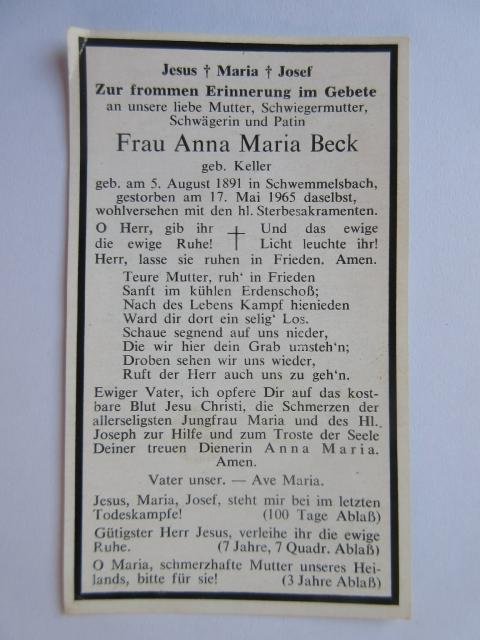 Jesus † Maria † Josef
Zur frommen Erinnerung im Gebete
an unsere liebe Mutter, Schwiegermutter,
Schwägerin und Patin
Frau Anna Maria Beck
geb. Keller
geb. am 5. August 1891 in Schwemmelsbach,
gestorben am 17. Mai 1965 daselbst,
wohlversehen mit den hl. Sterbesakramenten.
O Herr, gib ihr † Und das ewige
die ewige Ruhe! Licht leuchte ihr!
Herr, lasse sie ruhen in Frieden. Amen.
Teure Mutter, ruh' in Frieden
Sanft im kühlen Erdenschoß;
Nach des Lebens Kampf hienieden
Ward dir dort ein selig' Los.
Schaue segnend auf uns nieder,
Die wir hier dein Grab umsteh'n;
Droben sehen wir uns wieder,
Ruft der Herr auch uns zu geh'n.
Ewiger Vater, ich opfere Dir auf das kost-
bare Blut Jesu Christi, die Schmerzen der
allerseligsten Jungfrau Maria und des Hl.
Joseph zur Hilfe und zum Troste der Seele
Deiner treuen Dienerin Anna Maria.
Amen.
Vater unser. — Ave Maria.
Jesus, Maria, Josef, steht mir bei im letzten
Todeskampfe! (100 Tage Ablaß)
Gütigster Herr Jesus, verleihe ihr die ewige
Ruhe. (7 Jahre, 7 Quadr. Ablaß)
O Maria, schmerzhafte Mutter unseres Hei-
lands, bitte für sie! (3 Jahre Ablaß)